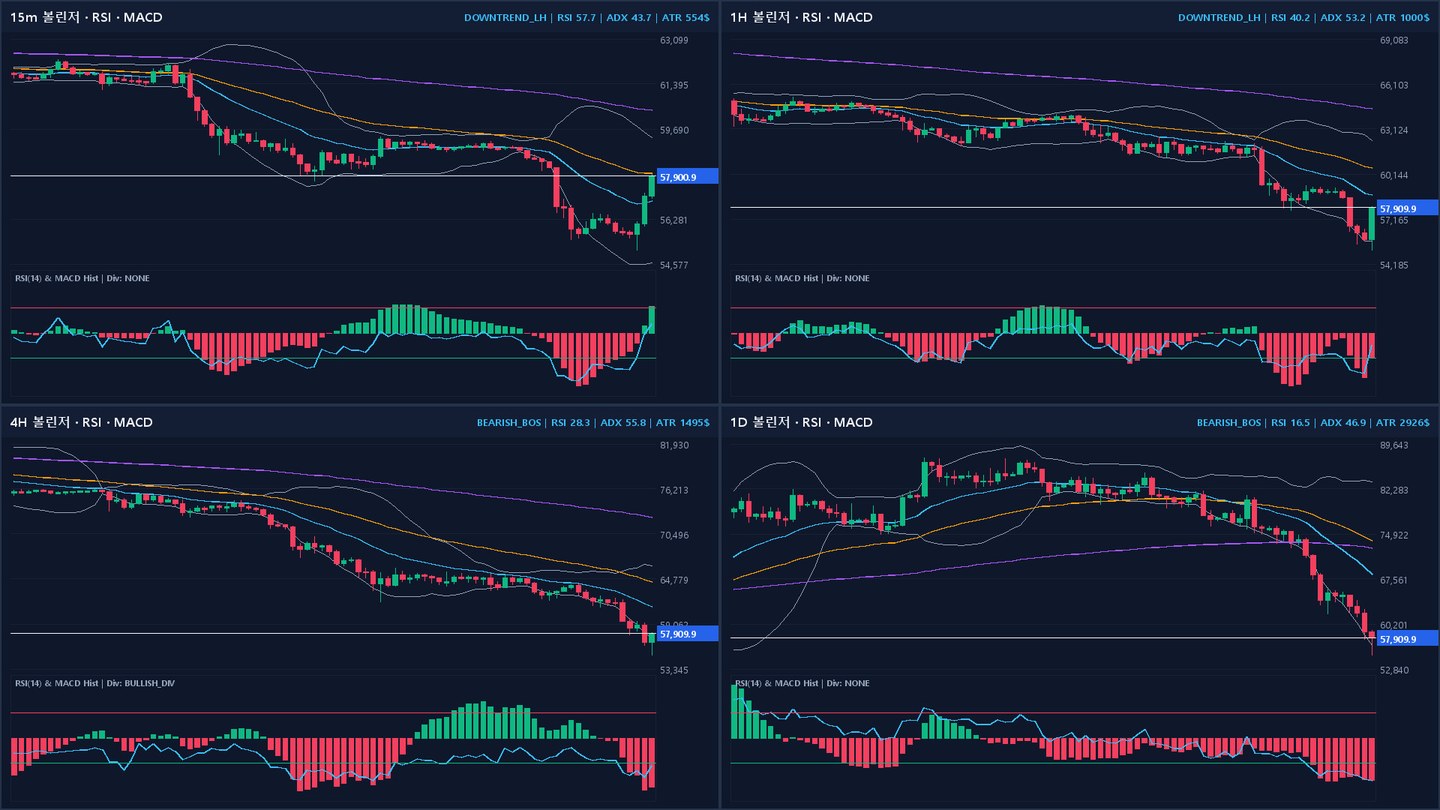 15m 볼린저 · RSI · MACD
DOWNTREND_LH | RSI 57.7 | ADX 43.7 | ATR 554$
63,099
61,395
59,690
57,900.9
56,281
54,577
RSI(14) & MACD Hist | Div: NONE
1H 볼린저 · RSI · MACD
DOWNTREND_LH | RSI 40.2 | ADX 53.2 | ATR 1000$
69,083
66,103
63,124
60,144
57,909.9
57,165
54,185
RSI(14) & MACD Hist | Div: NONE
4H 볼린저 · RSI · MACD
BEARISH_BOS | RSI 28.3 | ADX 55.8 | ATR 1495$
81,930
76,213
70,496
64,779
59,062
57,909.9
53,345
RSI(14) & MACD Hist | Div: BULLISH_DIV
1D 볼린저 · RSI · MACD
BEARISH_BOS | RSI 16.5 | ADX 46.9 | ATR 2926$
89,643
82,283
74,922
67,561
60,201
57,909.9
52,840
RSI(14) & MACD Hist | Div: NONE